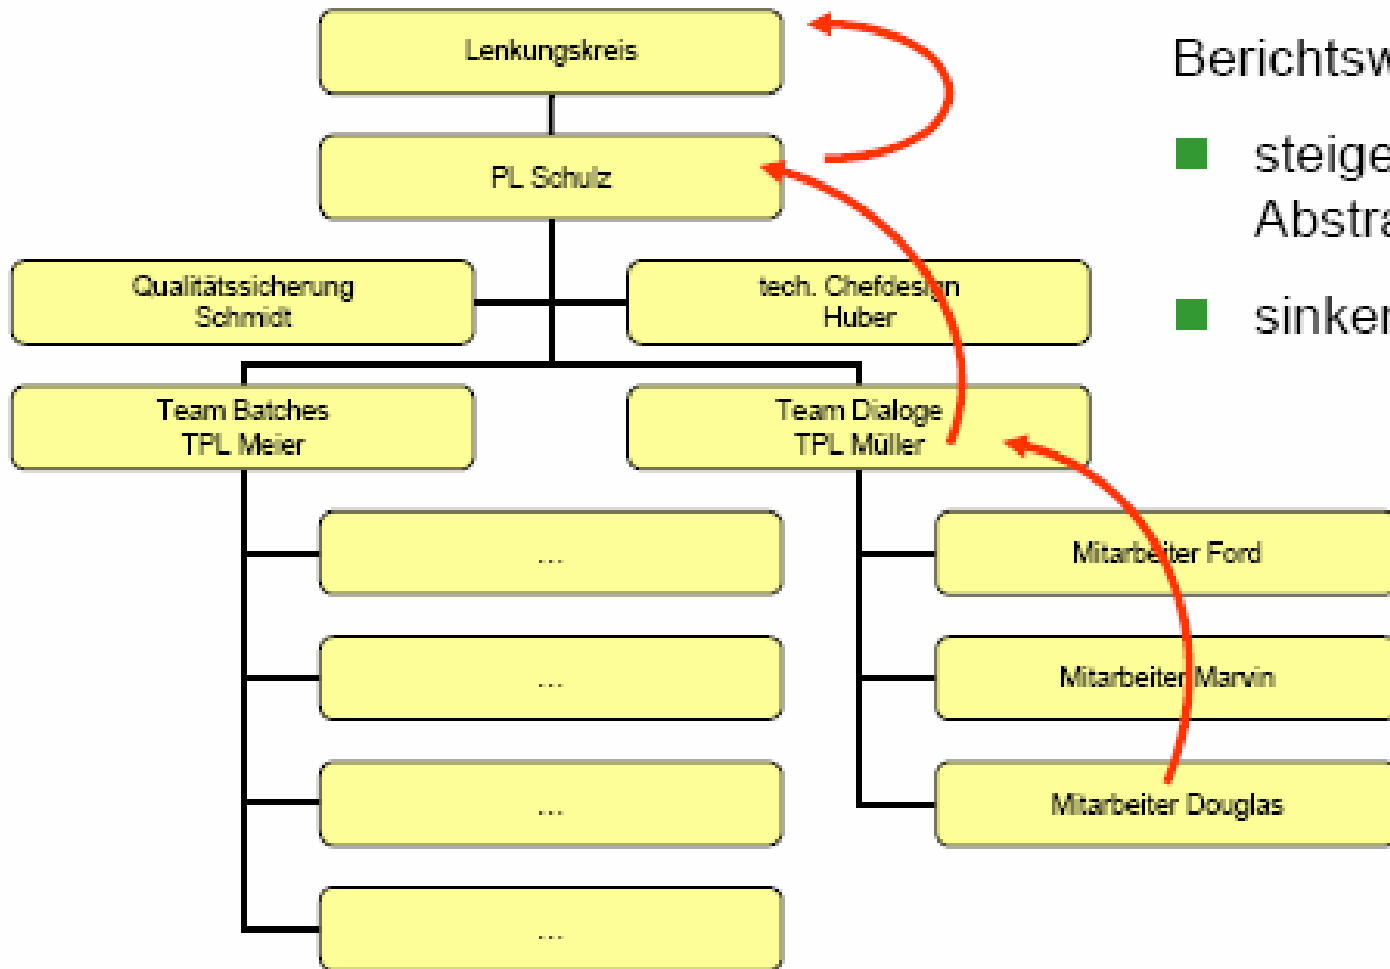 Lenkungskreis
PL Schulz
Qualitätssicherung
Schmidt
tech. Chefdesign
Huber
Team Batches
TPL Meier
Team Dialoge
TPL Müller
...
...
...
...
Mitarbeiter Ford
Mitarbeiter Marvin
Mitarbeiter Douglas